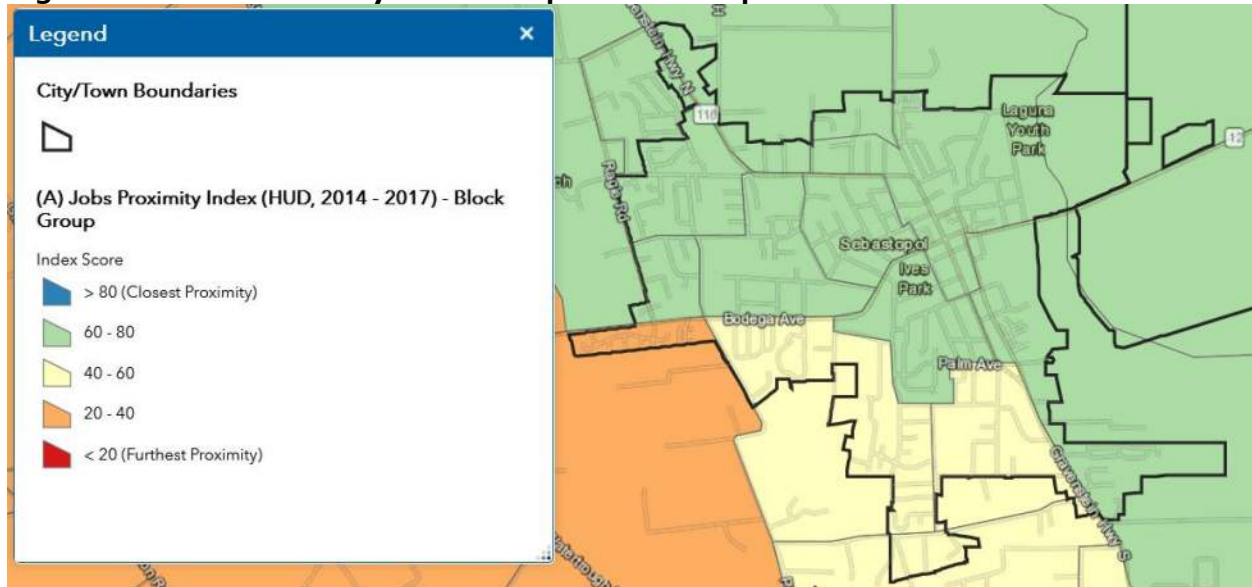 Legend
×
City/Town Boundaries
(A) Jobs Proximity Index (HUD, 2014 - 2017) - Block
Group
Index Score
> 80 (Closest Proximity)
60 - 80
40 - 60
20 - 40
< 20 (Furthest Proximity)
Hwy N
116
Laguna
Youth
Park
12
Sebastopol
Ives
Park
Bodega Ave
Palm Ave
Gravenstein Hwy S